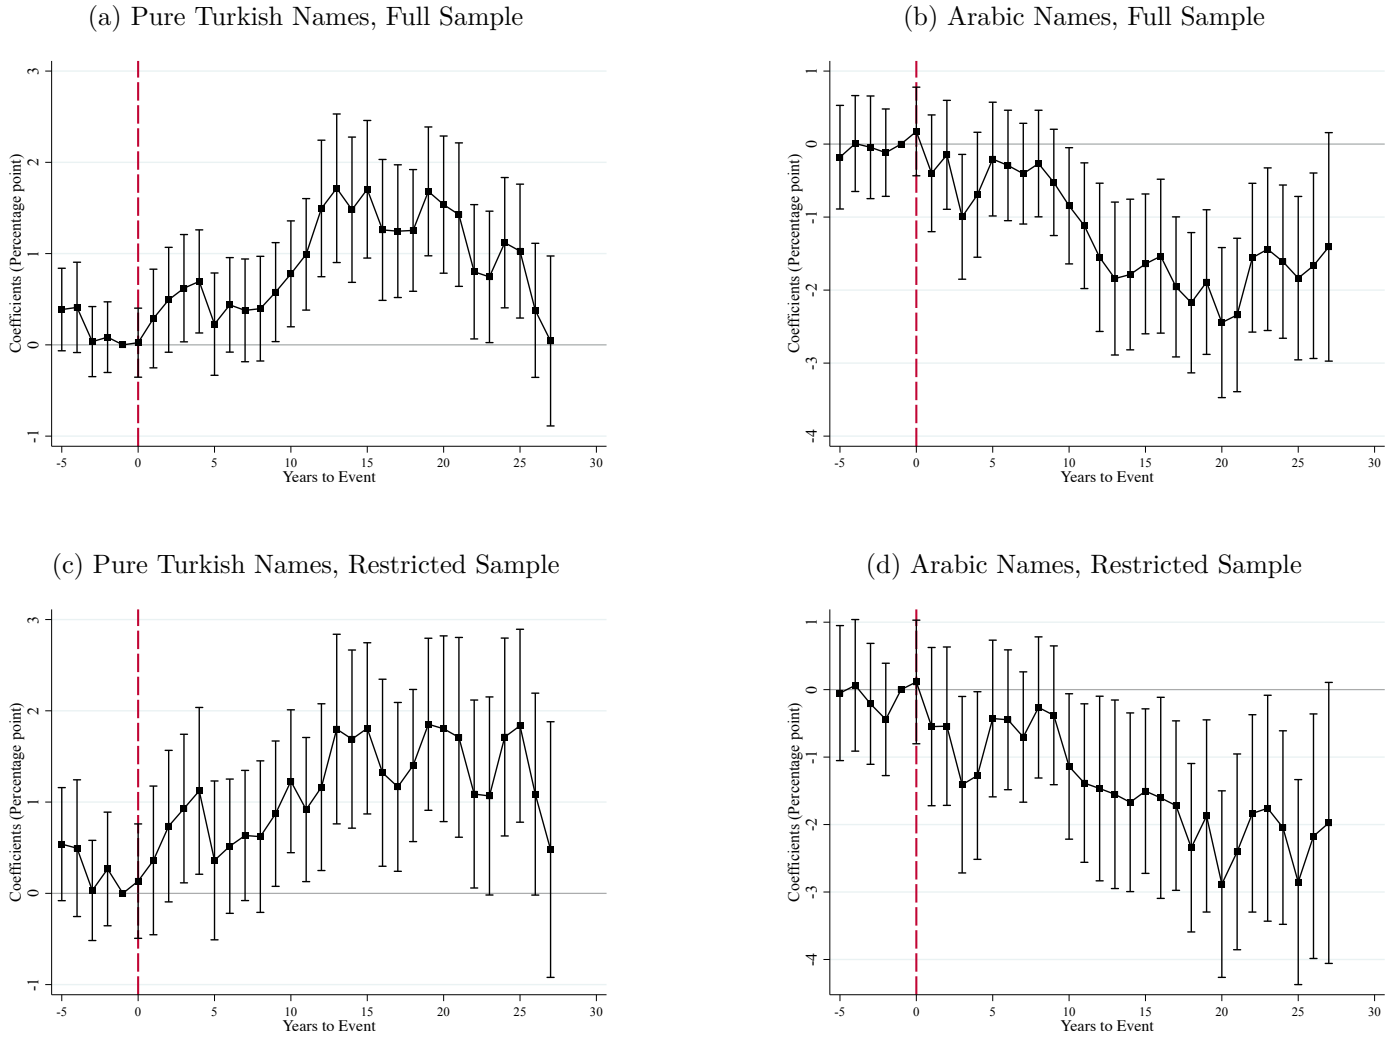 (a) Pure Turkish Names, Full Sample
Coefficients (Percentage point)
3
2
1
0
-1
-5 0 5 10 15 20 25 30
Years to Event
(b) Arabic Names, Full Sample
Coefficients (Percentage point)
1
0
-1
-2
-3
-4
-5 0 5 10 15 20 25 30
Years to Event
(c) Pure Turkish Names, Restricted Sample
Coefficients (Percentage point)
3
2
1
0
-1
-5 0 5 10 15 20 25 30
Years to Event
(d) Arabic Names, Restricted Sample
Coefficients (Percentage point)
1
0
-1
-2
-3
-4
-5 0 5 10 15 20 25 30
Years to Event